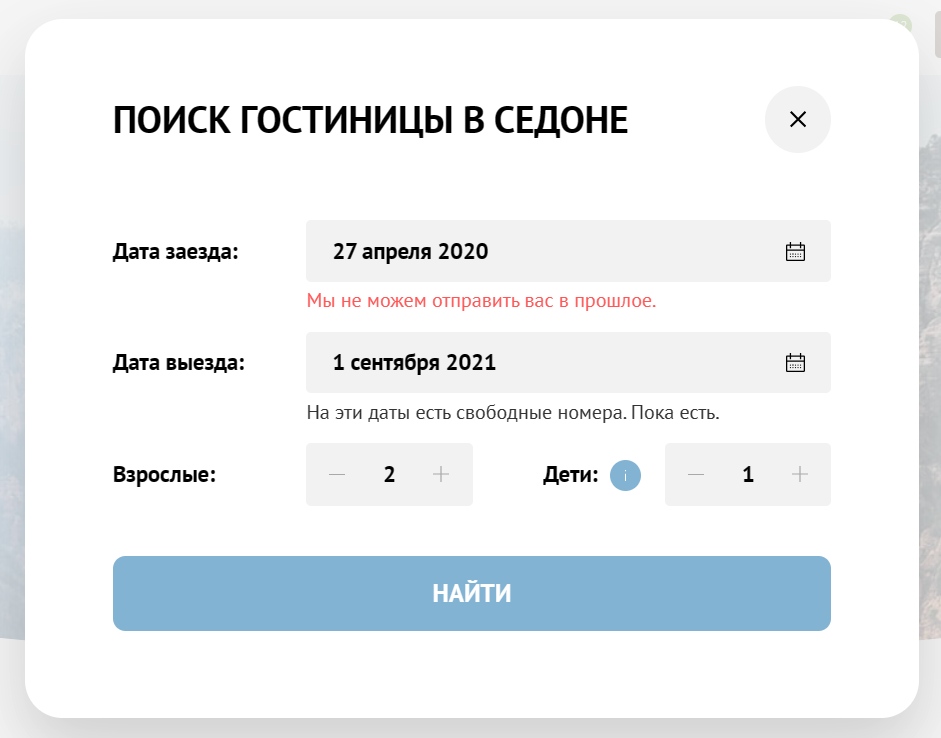 ПОИСК ГОСТИНИЦЫ В СЕДОНЕ
Дата заезда: 27 апреля 2020
Мы не можем отправить вас в прошлое.
Дата выезда: 1 сентября 2021
На эти даты есть свободные номера. Пока есть.
Взрослые: — 2 + Дети: i — 1 +
НАЙТИ